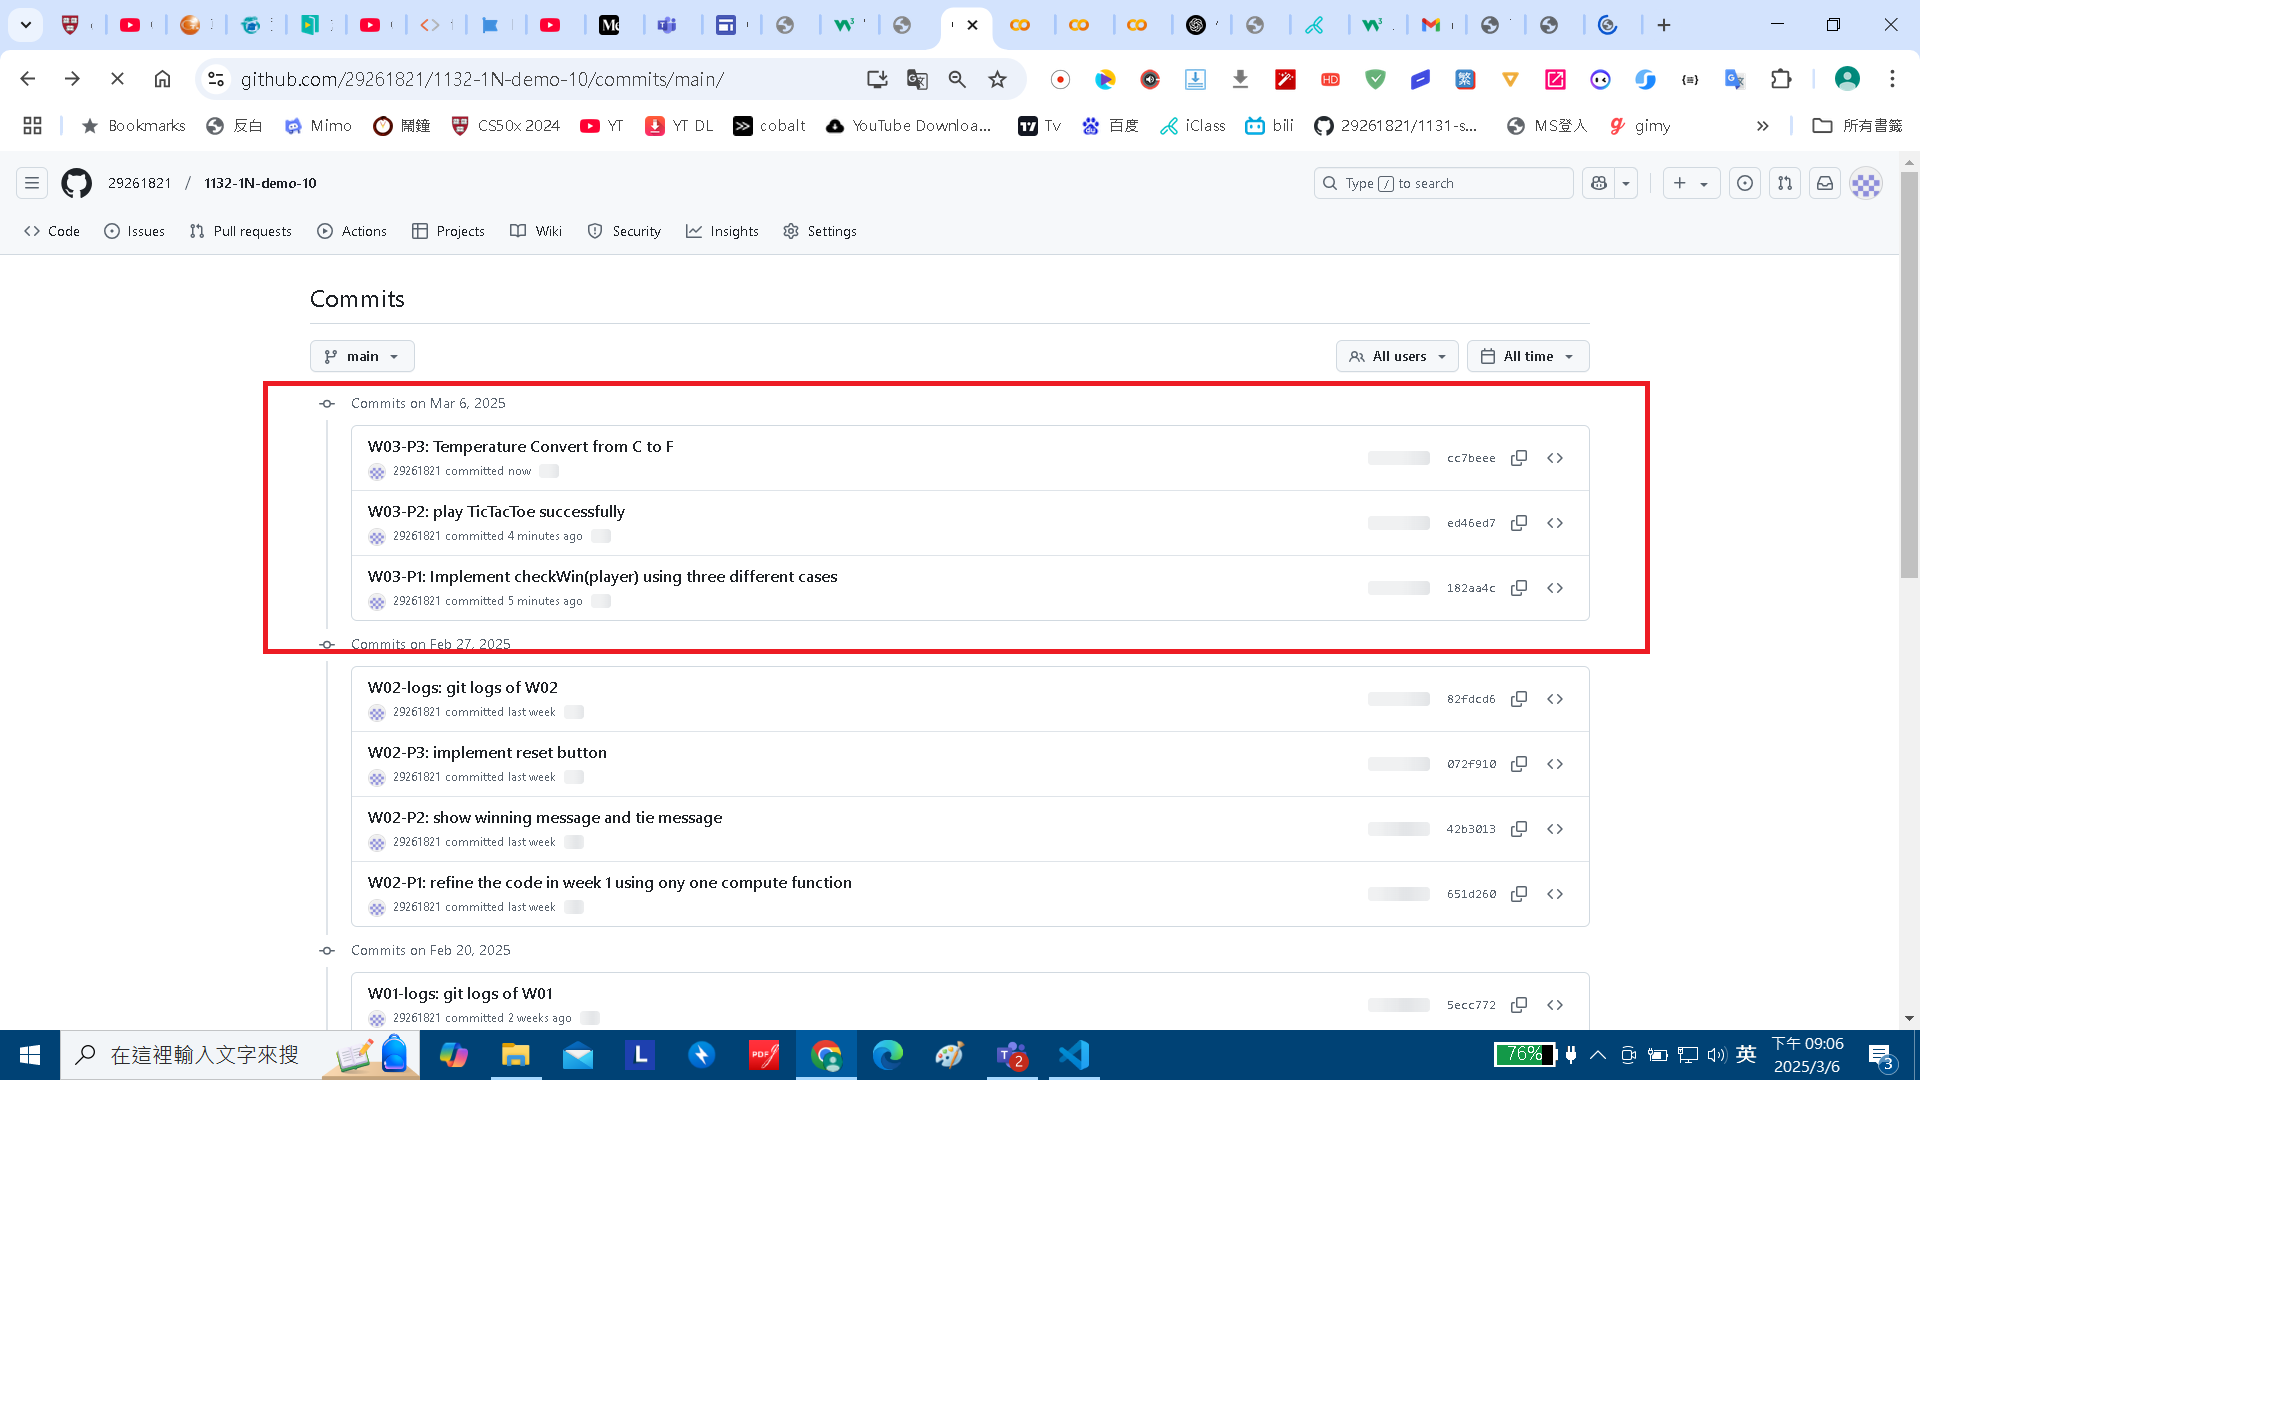 github.com/29261821/1132-1N-demo-10/commits/main/
Bookmarks 反白 Mimo 鬧鐘 CS50x 2024 YT YT DL cobalt YouTube Downloa... Tv 百度 iClass bili 29261821/1131-s... MS登入 gimy » 所有書籤
29261821 / 1132-1N-demo-10 Type / to search
Code Issues Pull requests Actions Projects Wiki Security Insights Settings
Commits
main All users All time
Commits on Mar 6, 2025
W03-P3: Temperature Convert from C to F
29261821 committed now
cc7beee
W03-P2: play TicTacToe successfully
29261821 committed 4 minutes ago
ed46ed7
W03-P1: Implement checkWin(player) using three different cases
29261821 committed 5 minutes ago
182aa4c
Commits on Feb 27, 2025
W02-logs: git logs of W02
29261821 committed last week
82fdcd6
W02-P3: implement reset button
29261821 committed last week
072f910
W02-P2: show winning message and tie message
29261821 committed last week
42b3013
W02-P1: refine the code in week 1 using ony one compute function
29261821 committed last week
651d260
Commits on Feb 20, 2025
W01-logs: git logs of W01
29261821 committed 2 weeks ago
5ecc772
在這裡輸入文字來搜
76% 英 下午 09:06
2025/3/6
3